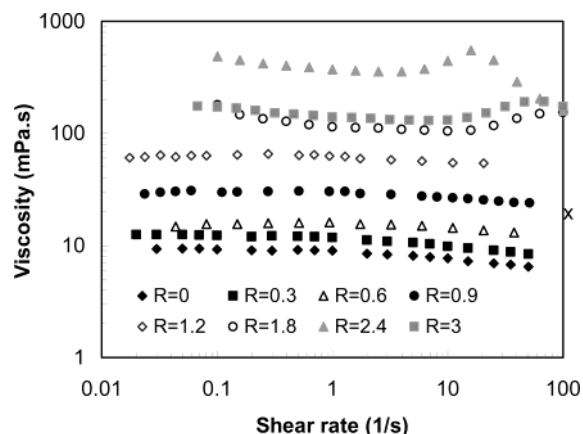 1000
100
10
1
Viscosity (mPa.s)
R=0 R=0.3 R=0.6 R=0.9
R=1.2 R=1.8 R=2.4 R=3
0.01 0.1 1 10 100
Shear rate (1/s)
x